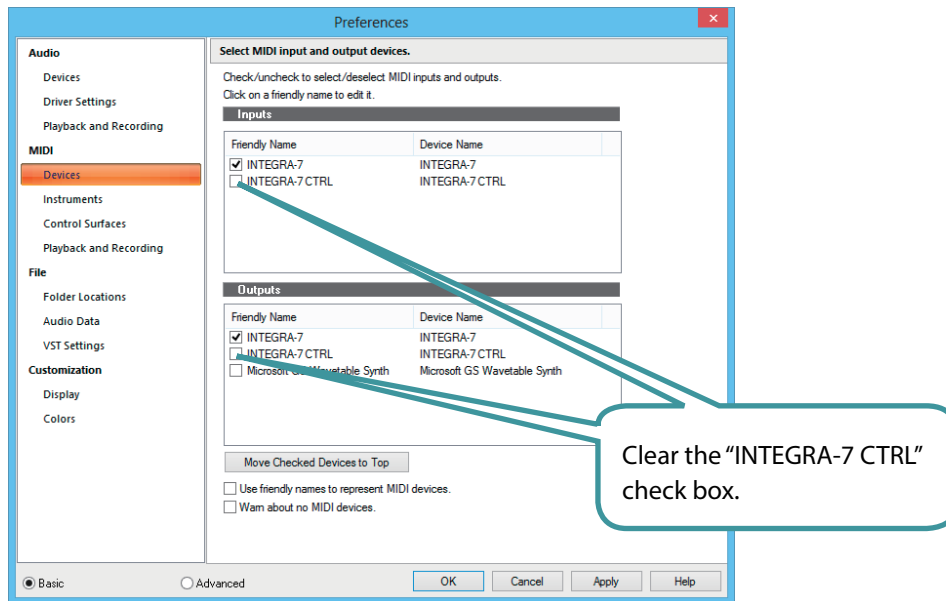 Preferences
Audio
Devices
Driver Settings
Playback and Recording
MIDI
Devices
Instruments
Control Surfaces
Playback and Recording
File
Folder Locations
Audio Data
VST Settings
Customization
Display
Colors
Select MIDI input and output devices.
Check/uncheck to select/deselect MIDI inputs and outputs.
Click on a friendly name to edit it.
Inputs
Friendly Name Device Name
INTEGRA-7 INTEGRA-7
INTEGRA-7 CTRL INTEGRA-7 CTRL
Outputs
Friendly Name Device Name
INTEGRA-7 INTEGRA-7
INTEGRA-7 CTRL INTEGRA-7 CTRL
Microsoft GS Wavetable Synth Microsoft GS Wavetable Synth
Move Checked Devices to Top
Use friendly names to represent MIDI devices.
Warn about no MIDI devices.
Clear the “INTEGRA-7 CTRL”
check box.
Basic Advanced OK Cancel Apply Help